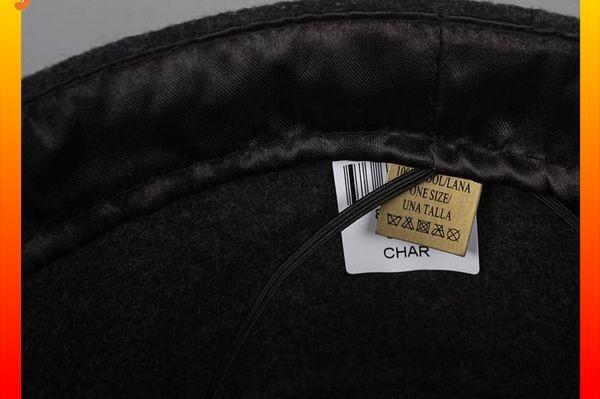 100% WOOL/LANA
ONE SIZE/
UNA TALLA
CHAR